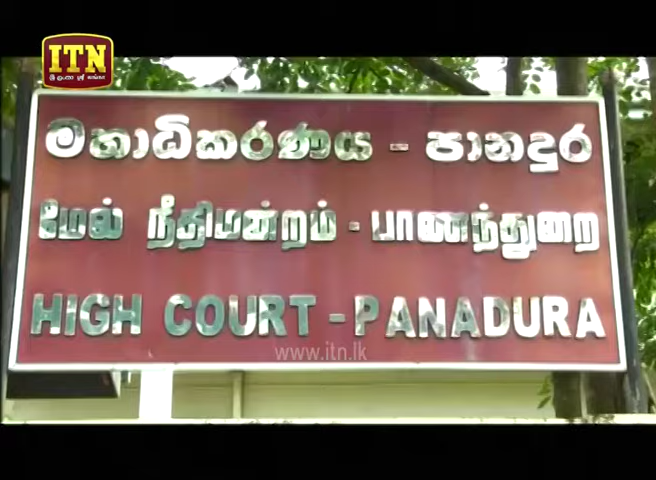 ITN
මහාධිකරණය - පානදුර
மேல் நீதிமன்றம் - பாணந்துறை
HIGH COURT - PANADURA
www.itn.lk